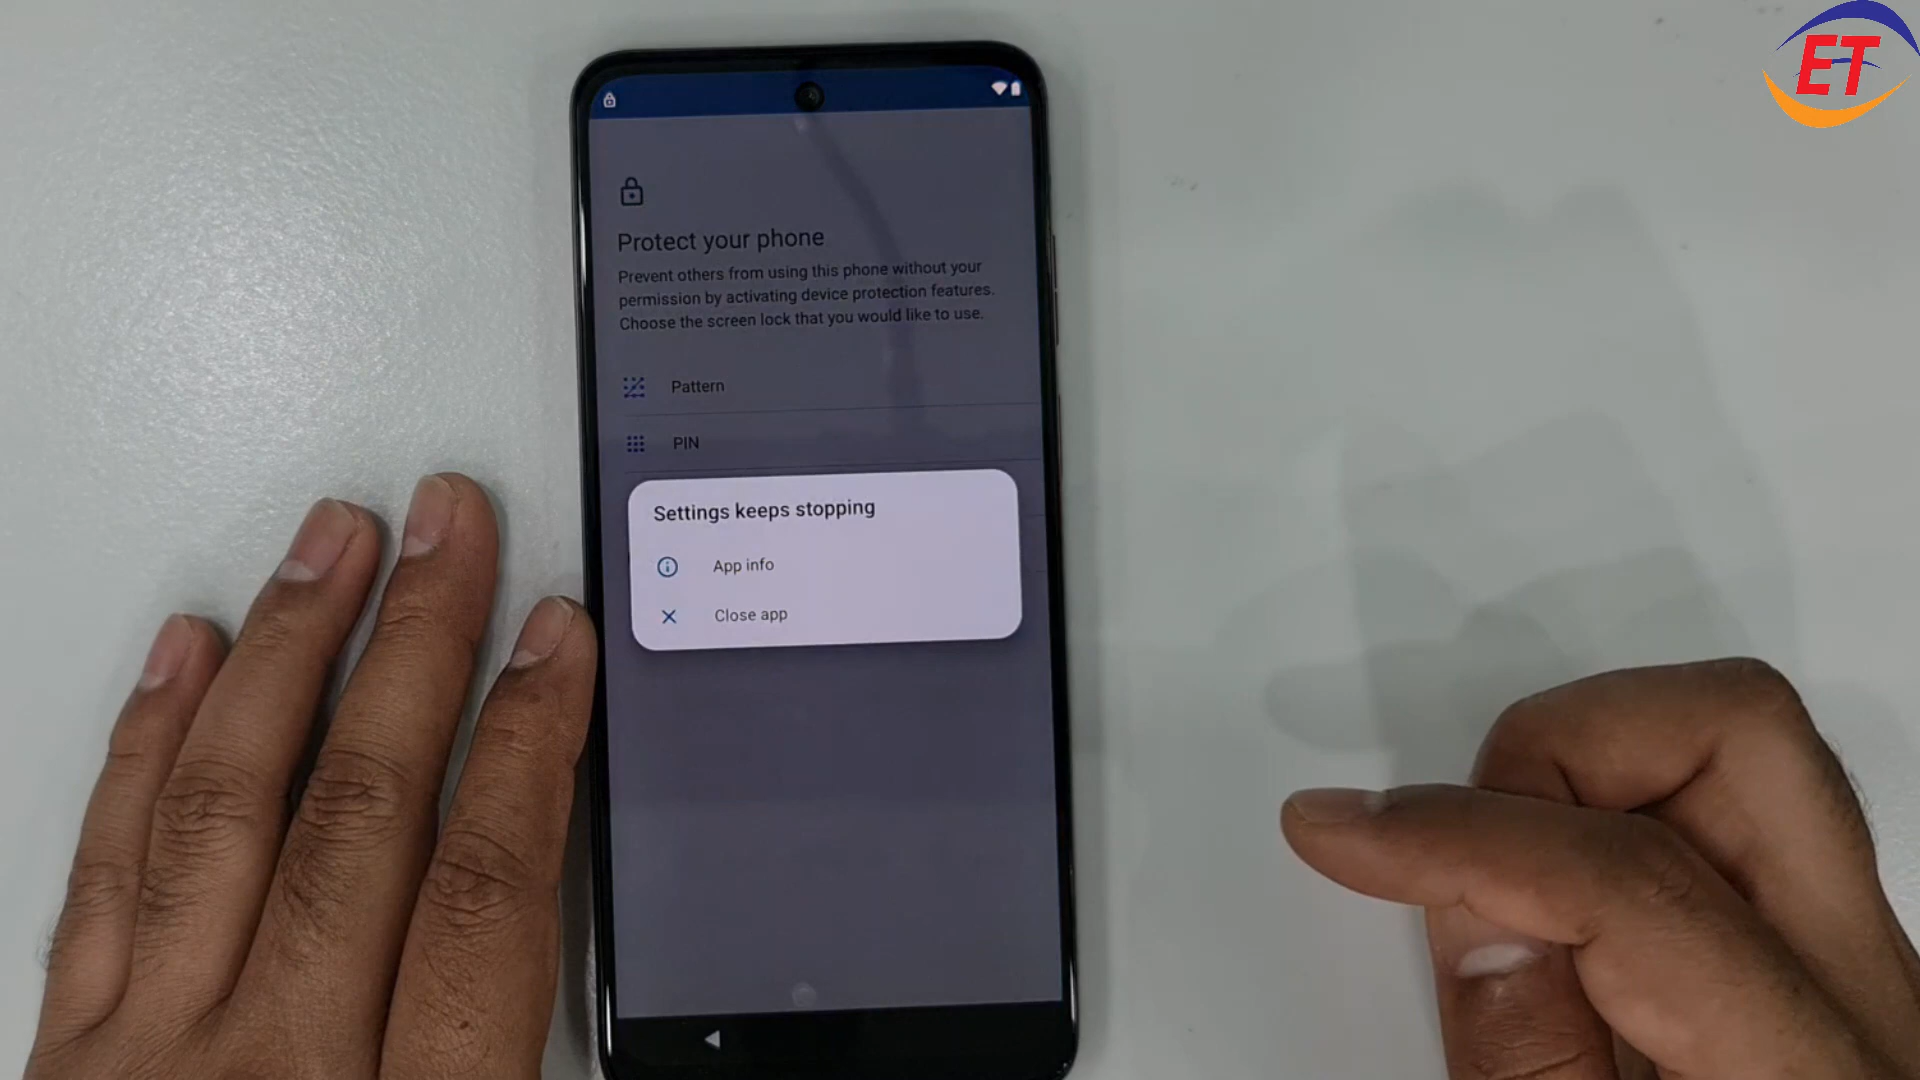 ET
Protect your phone
Prevent others from using this phone without your
permission by activating device protection features.
Choose the screen lock that you would like to use.
Pattern
PIN
Settings keeps stopping
App info
Close app